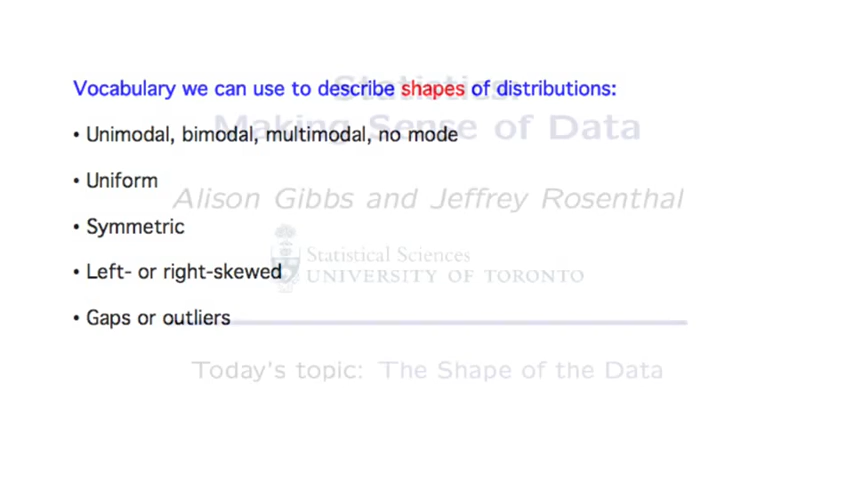 Vocabulary we can use to describe shapes of distributions:
Statistics:
• Unimodal, bimodal, multimodal, no mode
Making Sense of Data
• Uniform
Alison Gibbs and Jeffrey Rosenthal
• Symmetric
Statistical Sciences
• Left- or right-skewed
UNIVERSITY OF TORONTO
• Gaps or outliers
Today's topic: The Shape of the Data